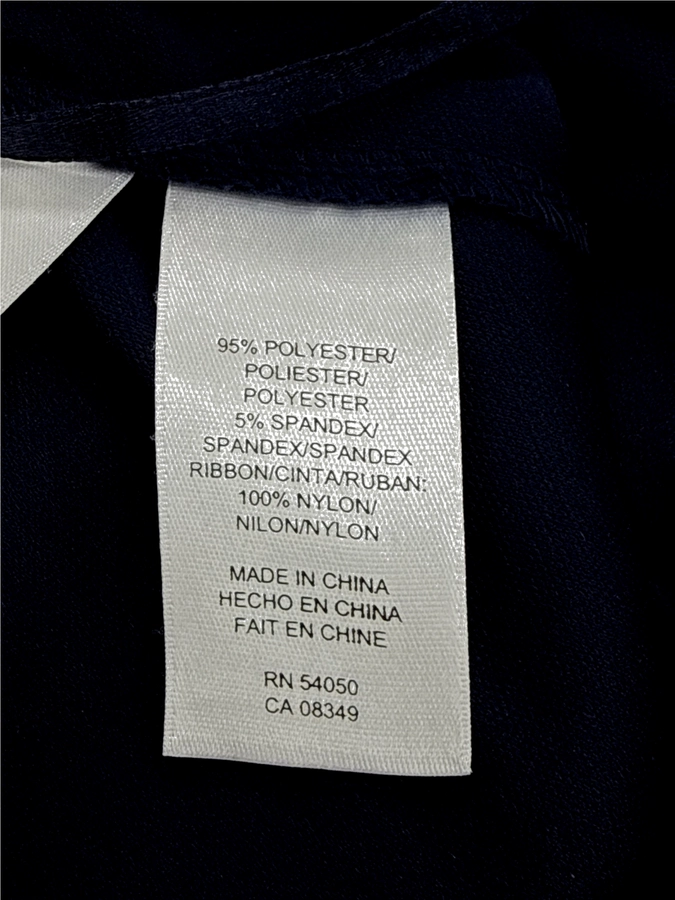 95% POLYESTER/
POLIESTER/
POLYESTER
5% SPANDEX/
SPANDEX/SPANDEX
RIBBON/CINTA/RUBAN:
100% NYLON/
NILON/NYLON
MADE IN CHINA
HECHO EN CHINA
FAIT EN CHINE
RN 54050
CA 08349